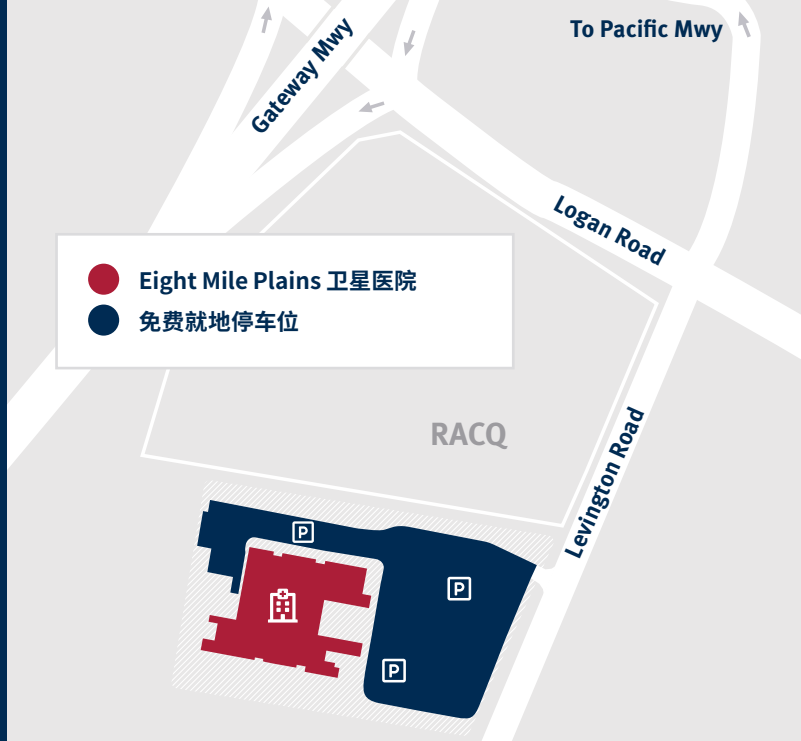 To Pacific Mwy
Gateway Mwy
Logan Road
Eight Mile Plains 卫星医院
免费就地停车位
RACQ
Levington Road
P
P
P